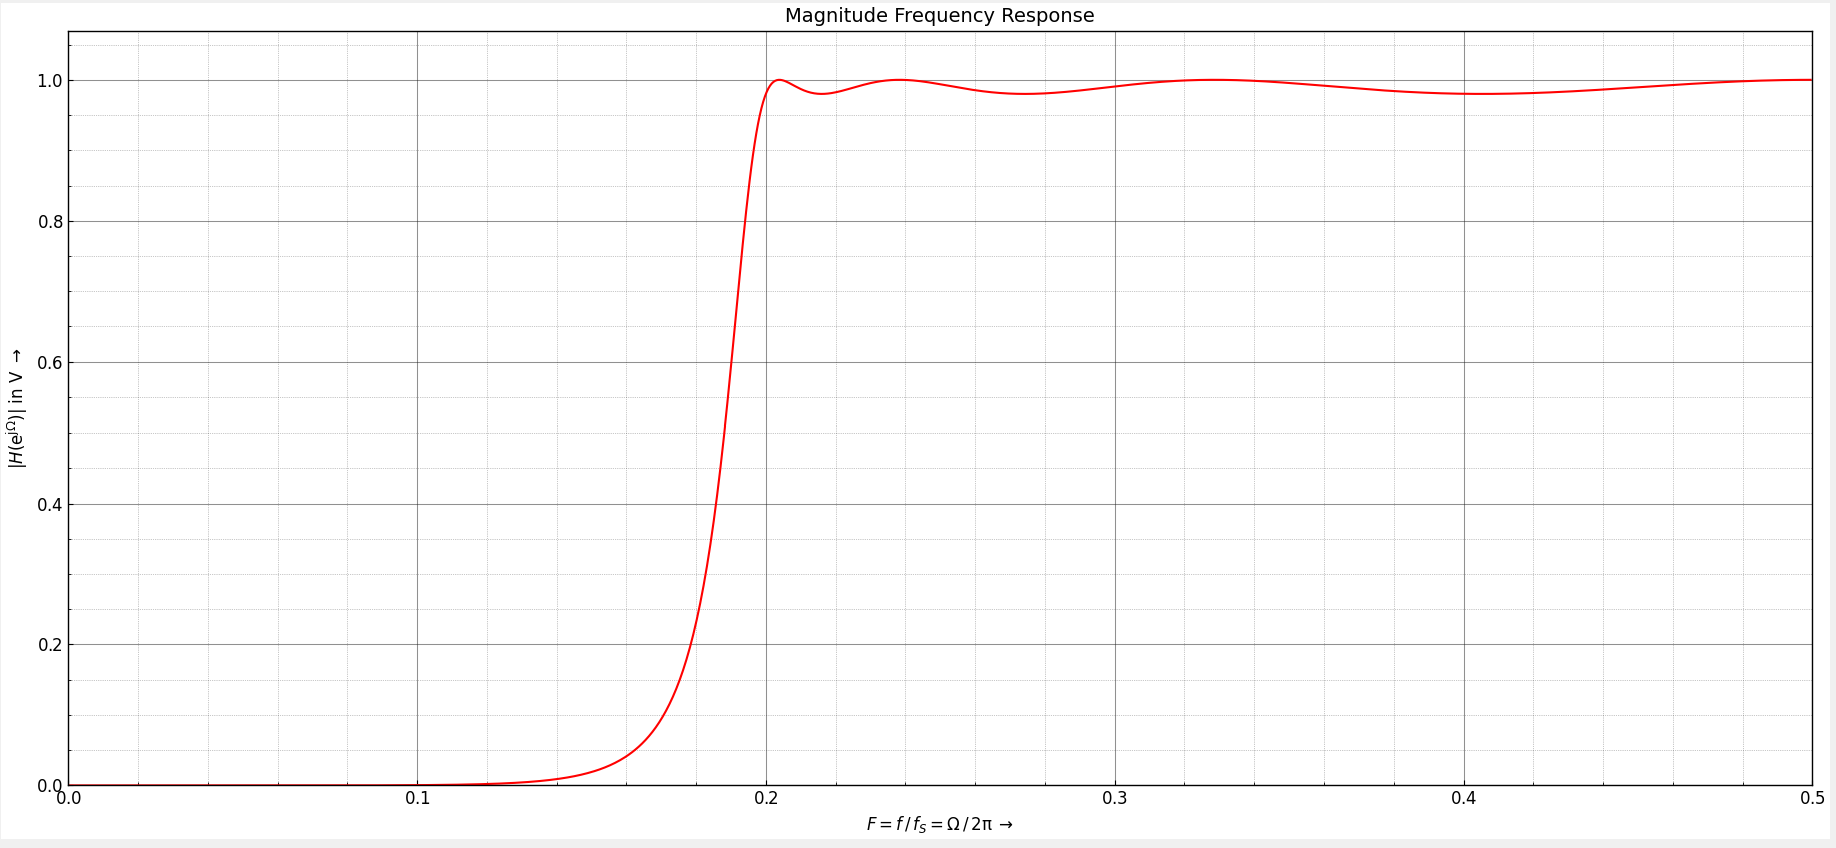 Magnitude Frequency Response
|H(e^jΩ)| in V →
1.0
0.8
0.6
0.4
0.2
0.0
0.0 0.1 0.2 0.3 0.4 0.5
F = f / f_S = Ω / 2π →